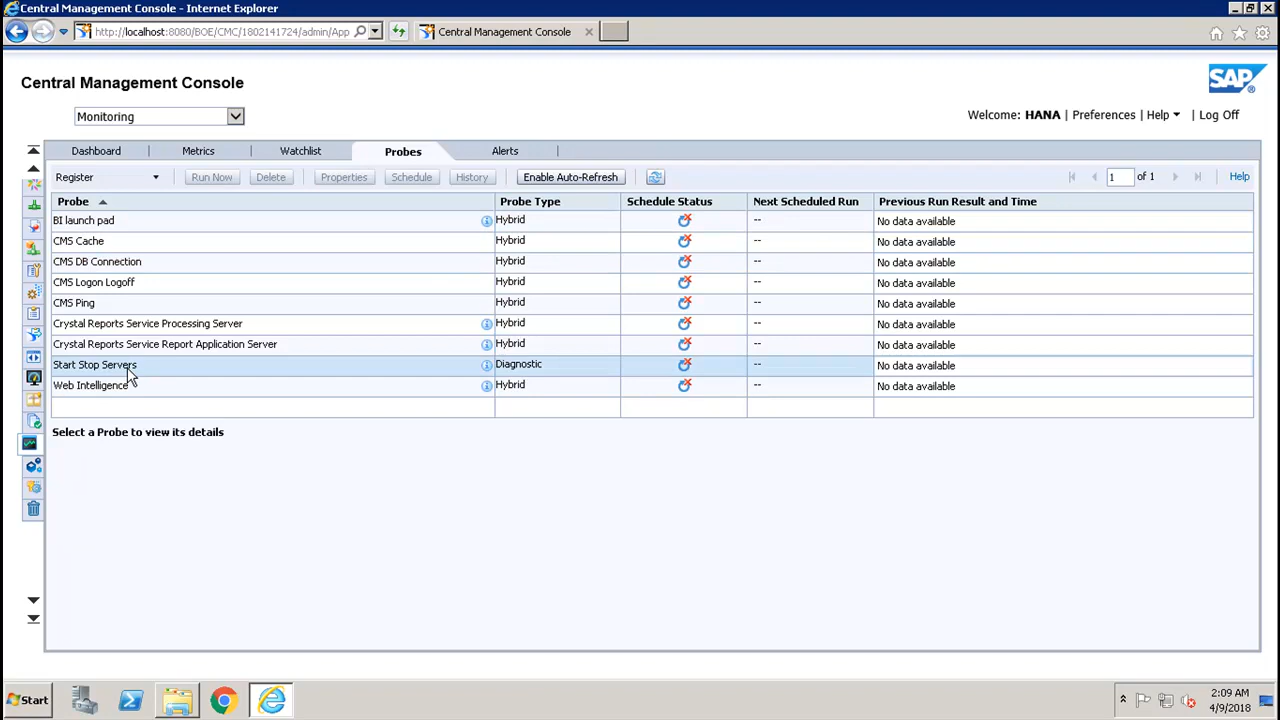 Central Management Console - Internet Explorer
http://localhost:8080/BOE/CMC/1802141724/admin/App
Central Management Console
Central Management Console
SAP
Monitoring
Welcome: HANA | Preferences | Help | Log Off
Dashboard
Metrics
Watchlist
Probes
Alerts
Register
Run Now
Delete
Properties
Schedule
History
Enable Auto-Refresh
1 of 1
Help
Probe Probe Type Schedule Status Next Scheduled Run Previous Run Result and Time
BI launch pad Hybrid -- No data available
CMS Cache Hybrid -- No data available
CMS DB Connection Hybrid -- No data available
CMS Logon Logoff Hybrid -- No data available
CMS Ping Hybrid -- No data available
Crystal Reports Service Processing Server Hybrid -- No data available
Crystal Reports Service Report Application Server Hybrid -- No data available
Start Stop Servers Diagnostic -- No data available
Web Intelligence Hybrid -- No data available
Select a Probe to view its details
Start
2:09 AM
4/9/2018